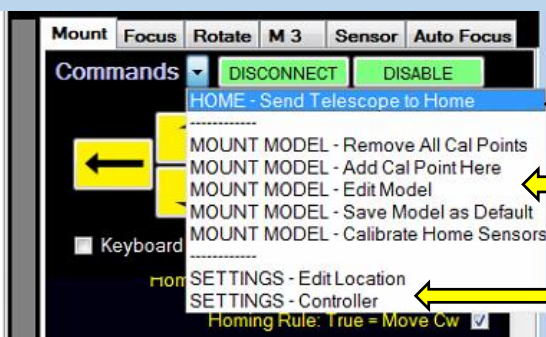 Mount Focus Rotate M 3 Sensor Auto Focus
Commands DISCONNECT DISABLE
HOME - Send Telescope to Home
------------
MOUNT MODEL - Remove All Cal Points
MOUNT MODEL - Add Cal Point Here
MOUNT MODEL - Edit Model
MOUNT MODEL - Save Model as Default
MOUNT MODEL - Calibrate Home Sensors
------------
Keyboard
SETTINGS - Edit Location
SETTINGS - Controller
Homing Rule: True = Move Cw